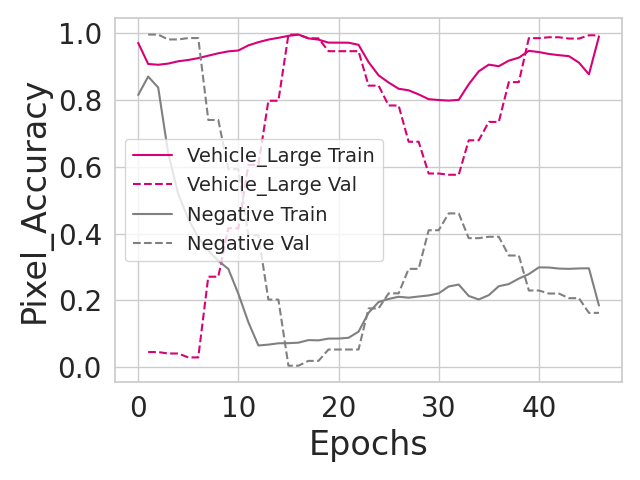 1.0
0.8
0.6
0.4
0.2
0.0
Pixel_Accuracy
Vehicle_Large Train
Vehicle_Large Val
Negative Train
Negative Val
0 10 20 30 40
Epochs